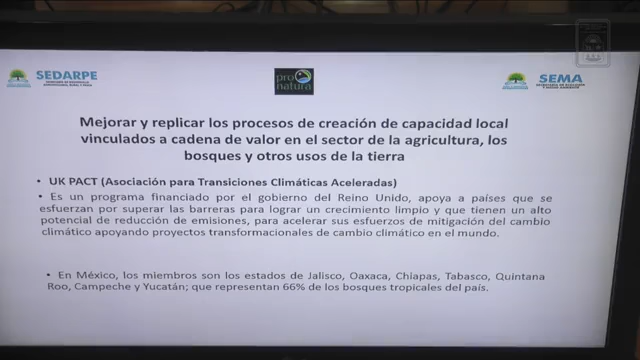 SEDARPE
pro
natura
SEMA
Mejorar y replicar los procesos de creación de capacidad local
vinculados a cadena de valor en el sector de la agricultura, los
bosques y otros usos de la tierra
• UK PACT (Asociación para Transiciones Climáticas Aceleradas)
• Es un programa financiado por el gobierno del Reino Unido, apoya a países que se
esfuerzan por superar las barreras para lograr un crecimiento limpio y que tienen un alto
potencial de reducción de emisiones, para acelerar sus esfuerzos de mitigación del cambio
climático apoyando proyectos transformacionales de cambio climático en el mundo.
• En México, los miembros son los estados de Jalisco, Oaxaca, Chiapas, Tabasco, Quintana
Roo, Campeche y Yucatán; que representan 66% de los bosques tropicales del país.